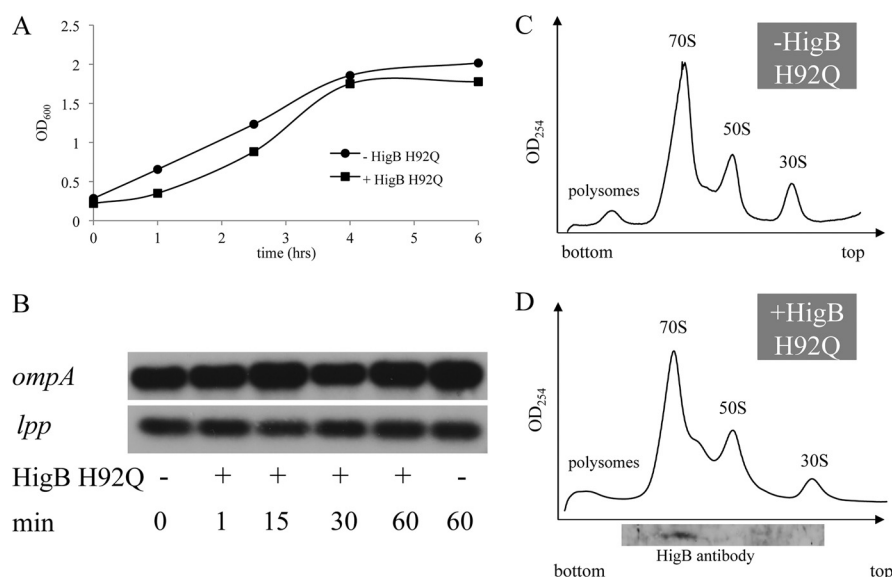 A
OD600
2.5
2
1.5
1
0.5
0
0
1
2
3
4
5
6
time (hrs)
- HigB H92Q
+ HigB H92Q
B
ompA
lpp
HigB H92Q - + + + + -
min 0 1 15 30 60 60
C
-HigB
H92Q
OD254
polysomes
70S
50S
30S
bottom top
D
+HigB
H92Q
OD254
polysomes
70S
50S
30S
HigB antibody
bottom top